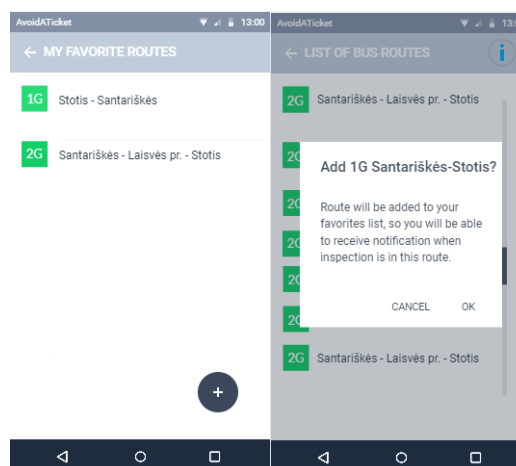 AvoidATicket 13:00
MY FAVORITE ROUTES
1G Stotis - Santariškės
2G Santariškės - Laisvės pr. - Stotis
+
AvoidATicket
LIST OF BUS ROUTES i
2G Santariškės - Laisvės pr. - Stotis
Add 1G Santariškės-Stotis?
Route will be added to your
favorites list, so you will be able
to receive notification when
inspection is in this route.
CANCEL OK
2G Santariškės - Laisvės pr. - Stotis